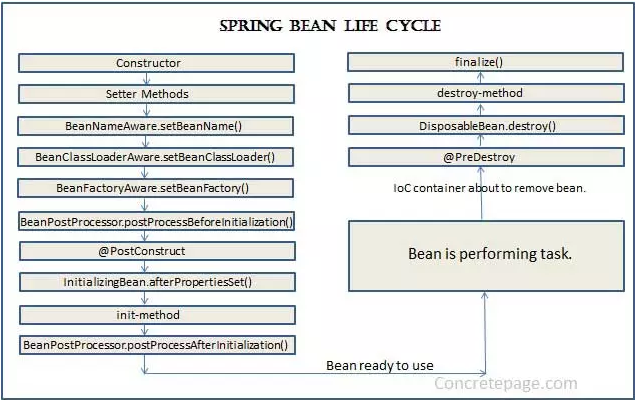 SPRING BEAN LIFE CYCLE
Constructor
Setter Methods
BeanNameAware.setBeanName()
BeanClassLoaderAware.setBeanClassLoader()
BeanFactoryAware.setBeanFactory()
BeanPostProcessor.postProcessBeforeInitialization()
@PostConstruct
InitializingBean.afterPropertiesSet()
init-method
BeanPostProcessor.postProcessAfterInitialization()
Bean ready to use
Bean is performing task.
IoC container about to remove bean.
@PreDestroy
DisposableBean.destroy()
destroy-method
finalize()
Concretepage.com